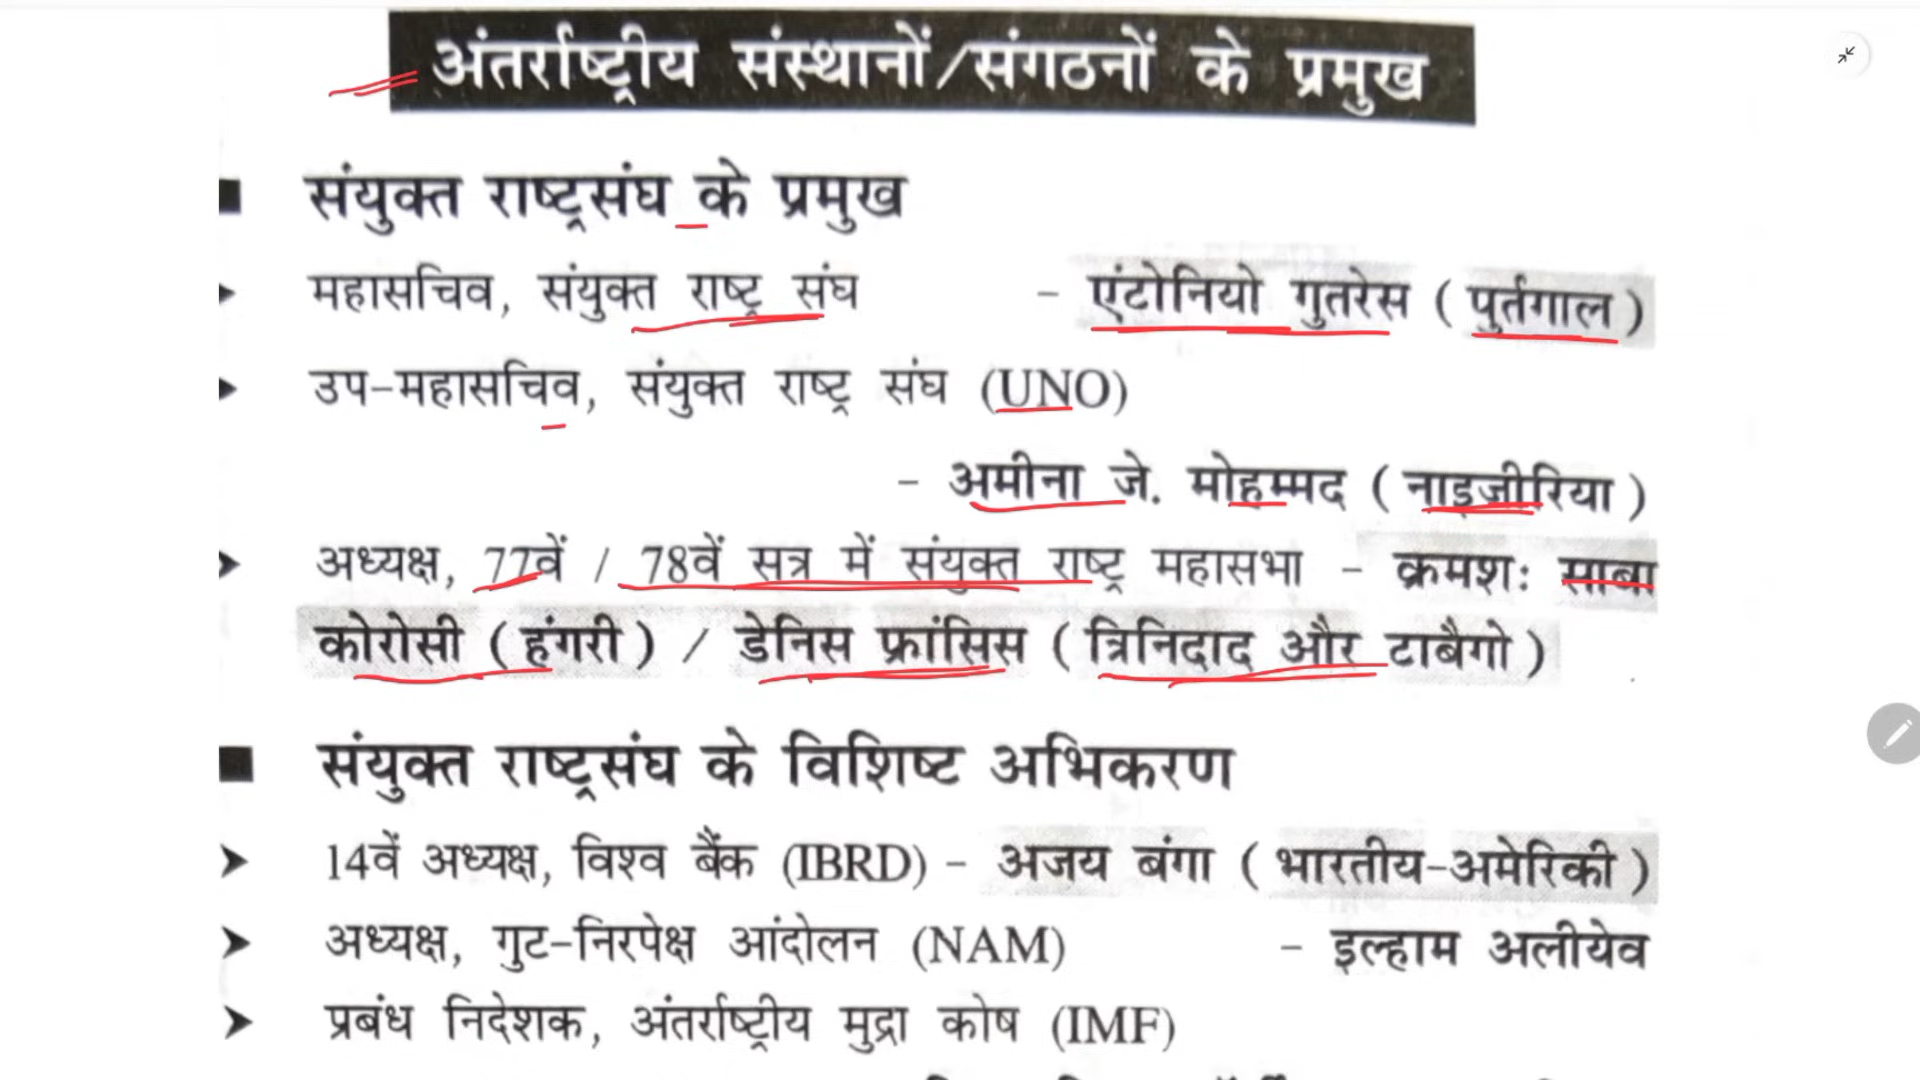 अंतर्राष्ट्रीय संस्थानों/संगठनों के प्रमुख
संयुक्त राष्ट्रसंघ के प्रमुख
महासचिव, संयुक्त राष्ट्र संघ - एंटोनियो गुतरेस (पुर्तगाल)
उप-महासचिव, संयुक्त राष्ट्र संघ (UNO)
- अमीना जे. मोहम्मद (नाइजीरिया)
अध्यक्ष, 77वें / 78वें सत्र में संयुक्त राष्ट्र महासभा - क्रमशः साबा
कोरोसी (हंगरी) / डेनिस फ्रांसिस (त्रिनिदाद और टाबैगो)
संयुक्त राष्ट्रसंघ के विशिष्ट अभिकरण
14वें अध्यक्ष, विश्व बैंक (IBRD) - अजय बंगा (भारतीय-अमेरिकी)
अध्यक्ष, गुट-निरपेक्ष आंदोलन (NAM) - इल्हाम अलीयेव
प्रबंध निदेशक, अंतर्राष्ट्रीय मुद्रा कोष (IMF)